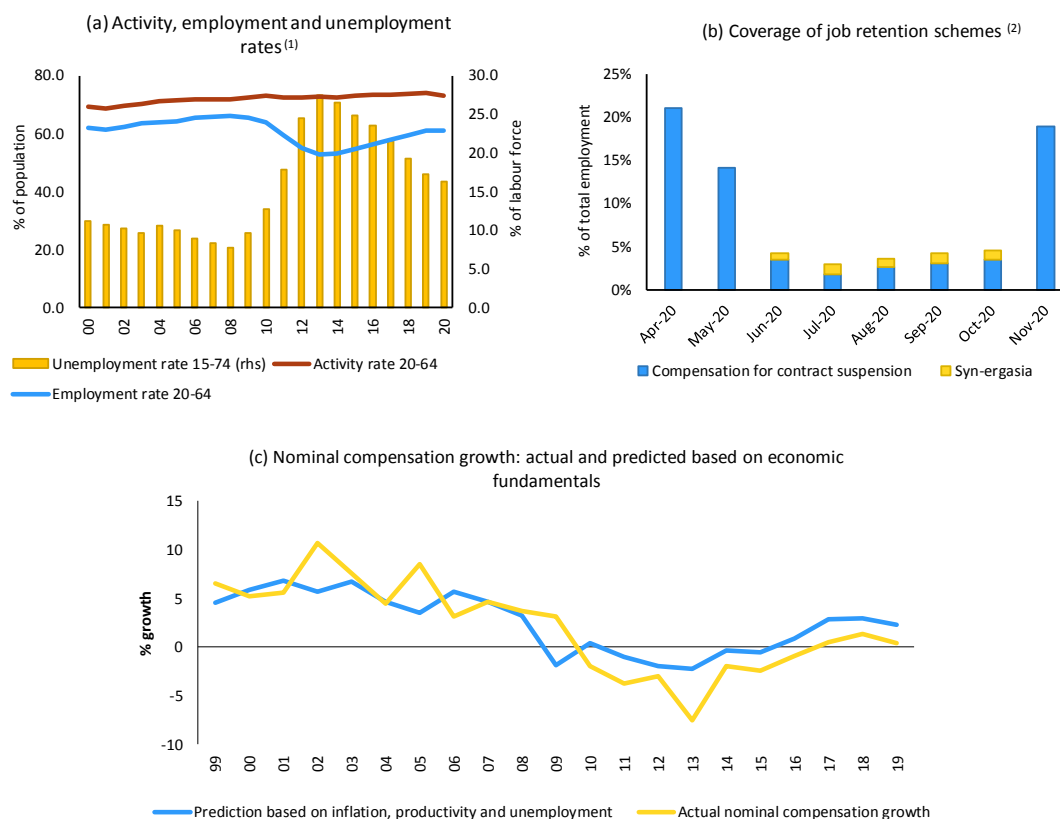 (a) Activity, employment and unemployment
rates (1)
% of population
80.0
60.0
40.0
20.0
0.0
30.0
25.0
20.0
15.0
10.0
5.0
0.0
% of labour force
00 02 04 06 08 10 12 14 16 18 20
Unemployment rate 15-74 (rhs) Activity rate 20-64
Employment rate 20-64
(b) Coverage of job retention schemes (2)
% of total employment
25%
20%
15%
10%
5%
0%
Apr-20 May-20 Jun-20 Jul-20 Aug-20 Sep-20 Oct-20 Nov-20
Compensation for contract suspension Syn-ergasia
(c) Nominal compensation growth: actual and predicted based on economic
fundamentals
% growth
15
10
5
0
-5
-10
99 00 01 02 03 04 05 06 07 08 09 10 11 12 13 14 15 16 17 18 19
Prediction based on inflation, productivity and unemployment Actual nominal compensation growth